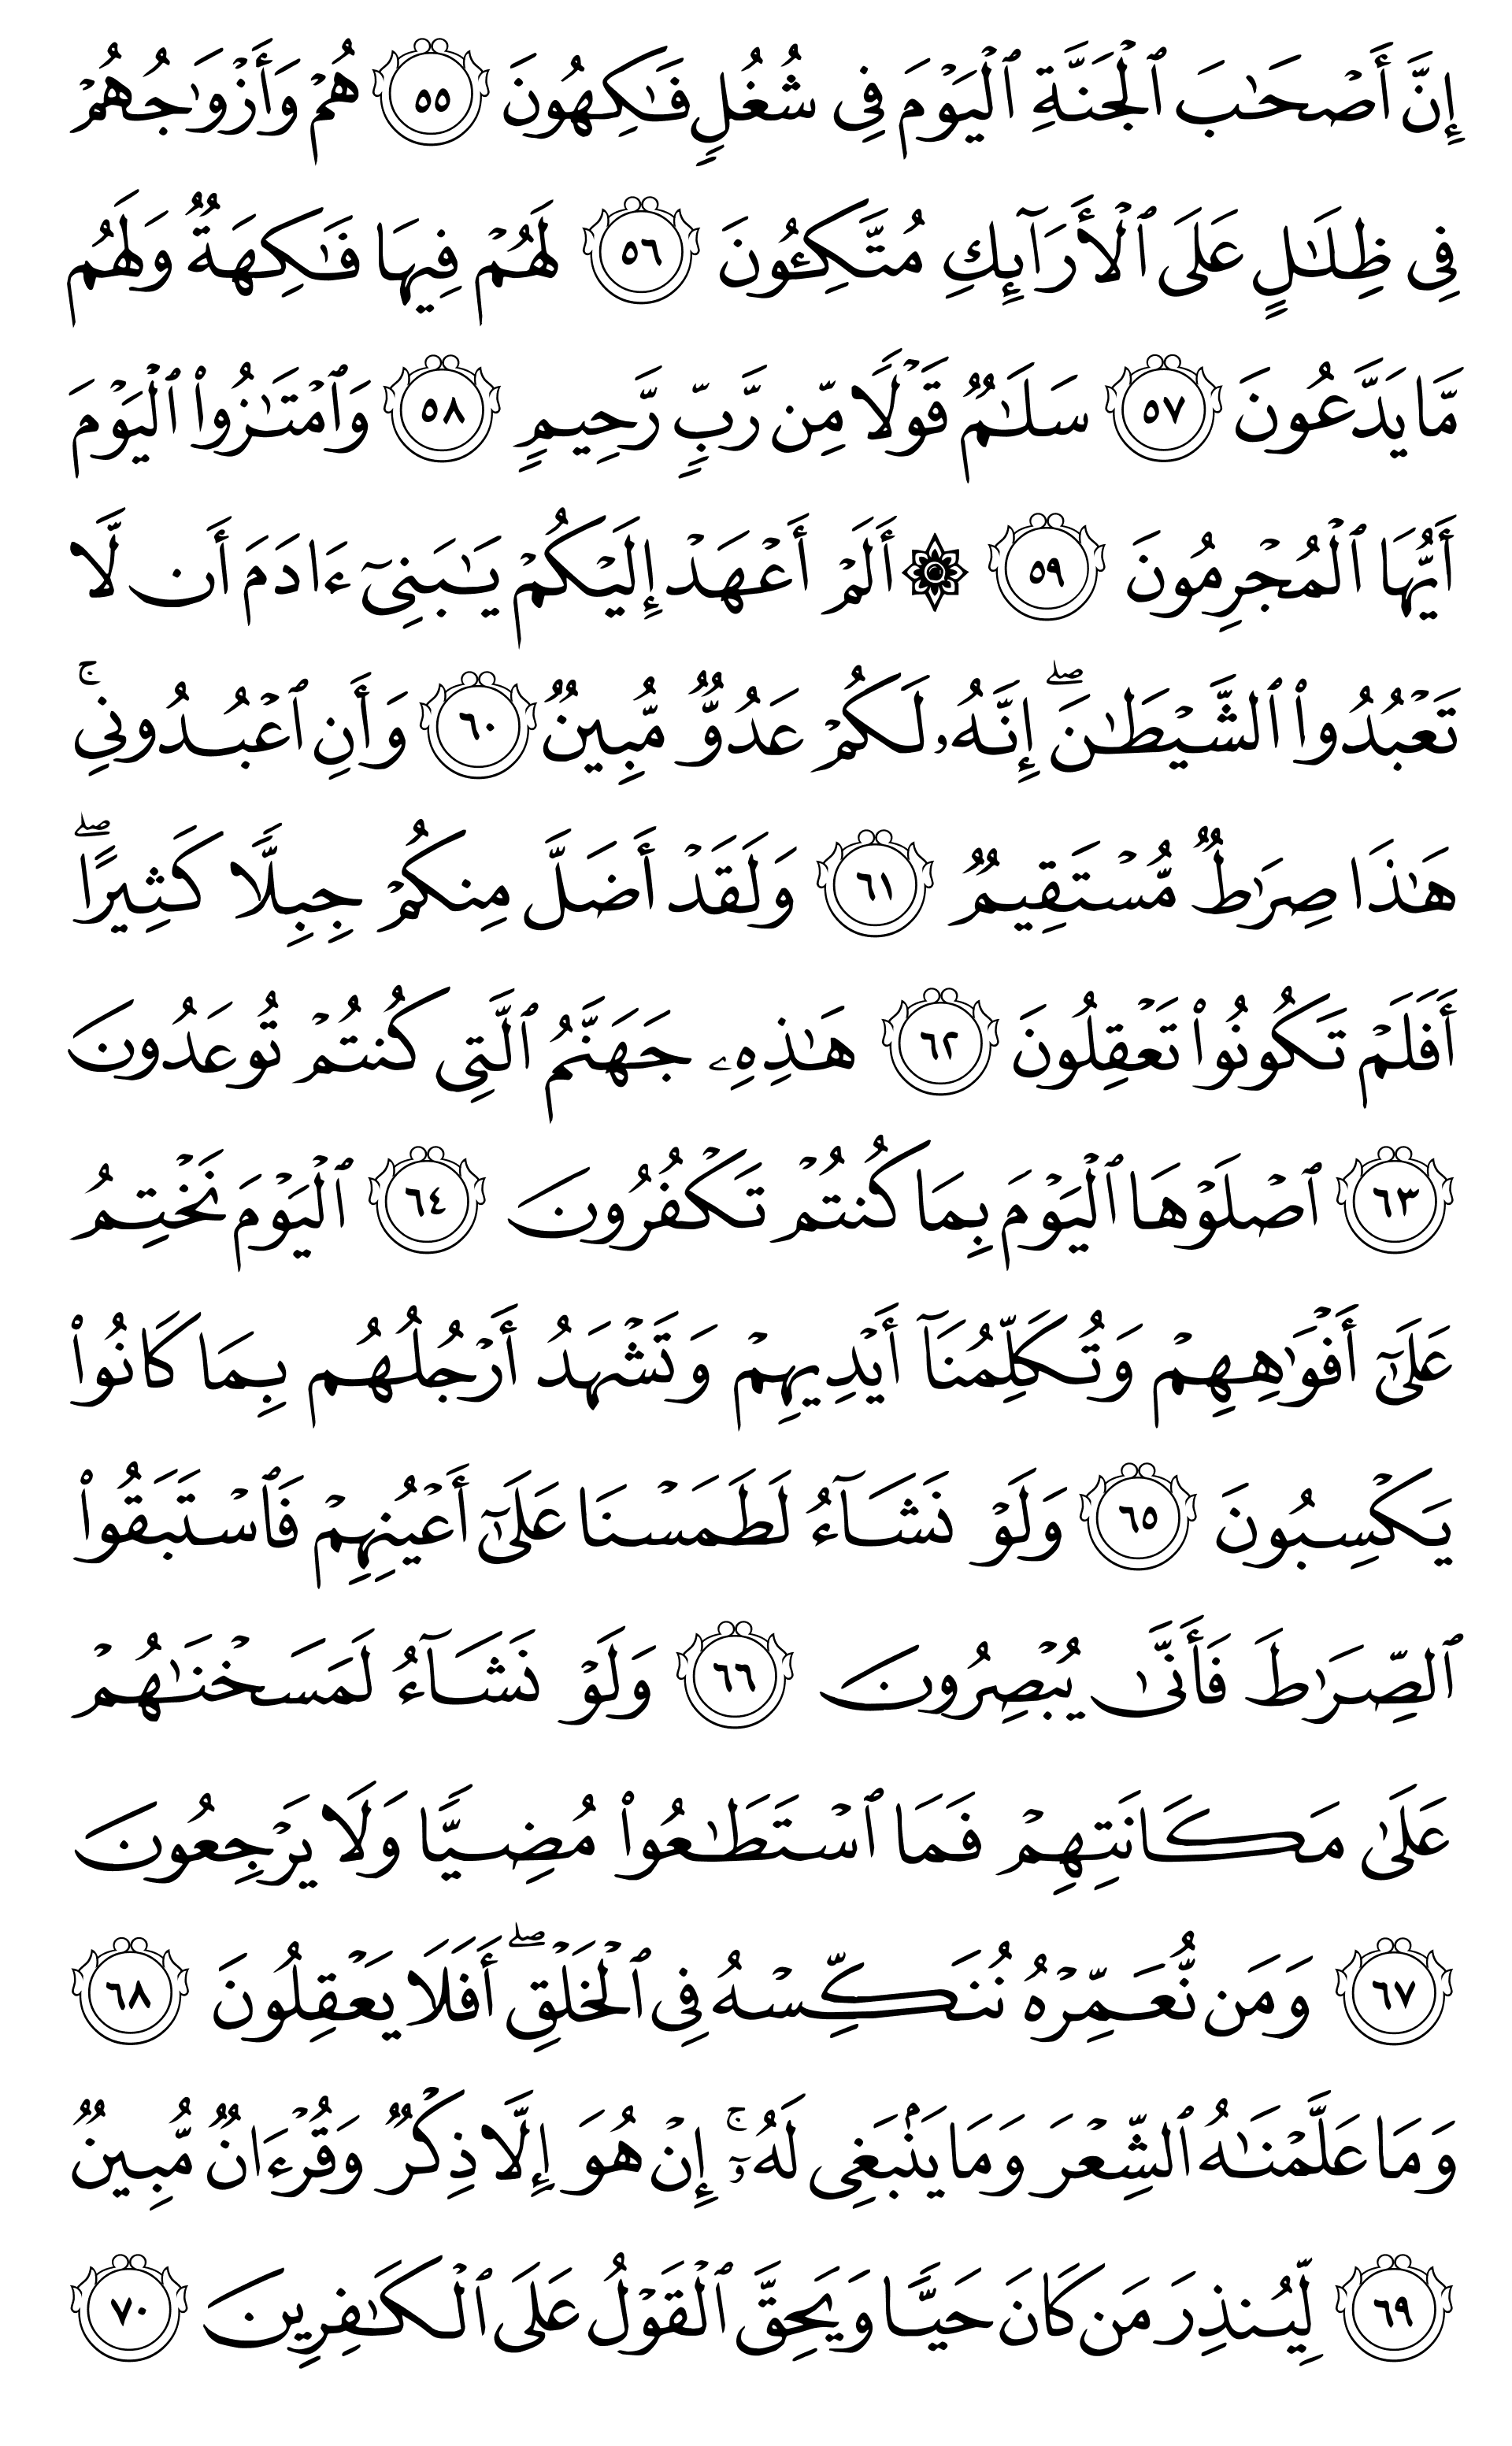 إِنَّ أَصۡحَٰبَ ٱلۡجَنَّةِ ٱلۡيَوۡمَ فِي شُغُلٖ فَٰكِهُونَ ٥٥ هُمۡ وَأَزۡوَٰجُهُمۡ
فِي ظِلَٰلٍ عَلَى ٱلۡأَرَآئِكِ مُتَّكِـُٔونَ ٥٦ لَهُمۡ فِيهَا فَٰكِهَةٞ وَلَهُم
مَّا يَدَّعُونَ ٥٧ سَلَٰمٞ قَوۡلٗا مِّن رَّبّٖ رَّحِيمٖ ٥٨ وَٱمۡتَٰزُواْ ٱلۡيَوۡمَ
أَيُّهَا ٱلۡمُجۡرِمُونَ ٥٩ ۞ أَلَمۡ أَعۡهَدۡ إِلَيۡكُمۡ يَٰبَنِيٓ ءَادَمَ أَن لَّا
تَعۡبُدُواْ ٱلشَّيۡطَٰنَۖ إِنَّهُۥ لَكُمۡ عَدُوّٞ مُّبِينٞ ٦٠ وَأَنِ ٱعۡبُدُونِيۚ
هَٰذَا صِرَٰطٞ مُّسۡتَقِيمٞ ٦١ وَلَقَدۡ أَضَلَّ مِنكُمۡ جِبِلّٗا كَثِيرًاۖ
أَفَلَمۡ تَكُونُواْ تَعۡقِلُونَ ٦٢ هَٰذِهِۦ جَهَنَّمُ ٱلَّتِي كُنتُمۡ تُوعَدُونَ
٦٣ ٱصۡلَوۡهَا ٱلۡيَوۡمَ بِمَا كُنتُمۡ تَكۡفُرُونَ ٦٤ ٱلۡيَوۡمَ نَخۡتِمُ
عَلَىٰٓ أَفۡوَٰهِهِمۡ وَتُكَلِّمُنَآ أَيۡدِيهِمۡ وَتَشۡهَدُ أَرۡجُلُهُم بِمَا كَانُواْ
يَكۡسِبُونَ ٦٥ وَلَوۡ نَشَآءُ لَطَمَسۡنَا عَلَىٰٓ أَعۡيُنِهِمۡ فَٱسۡتَبَقُواْ
ٱلصِّرَٰطَ فَأَنَّىٰ يُبۡصِرُونَ ٦٦ وَلَوۡ نَشَآءُ لَمَسَخۡنَٰهُمۡ
عَلَىٰ مَكَانَتِهِمۡ فَمَا ٱسۡتَطَٰعُواْ مُضِيّٗا وَلَا يَرۡجِعُونَ
٦٧ وَمَن نُّعَمِّرۡهُ نُنَكِّسۡهُ فِي ٱلۡخَلۡقِۖ أَفَلَا يَعۡقِلُونَ ٦٨
وَمَا عَلَّمۡنَٰهُ ٱلشِّعۡرَ وَمَا يَنۢبَغِي لَهُۥٓۚ إِنۡ هُوَ إِلَّا ذِكۡرٞ وَقُرۡءَانٞ مُّبِينٞ
٦٩ لِّيُنذِرَ مَن كَانَ حَيّٗا وَيَحِقَّ ٱلۡقَوۡلُ عَلَى ٱلۡكَٰفِرِينَ ٧٠